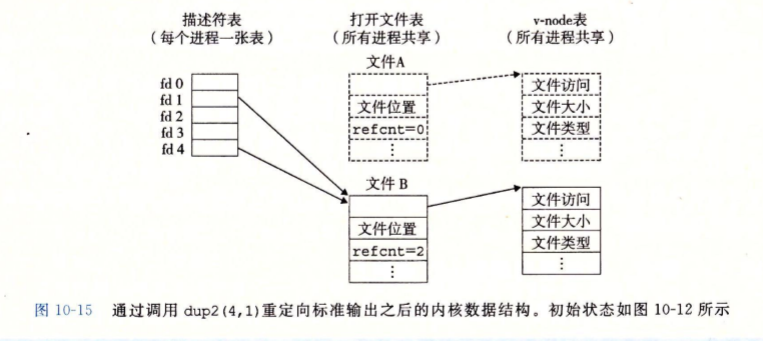 描述符表 打开文件表 v-node表
（每个进程一张表） （所有进程共享） （所有进程共享）
文件A
fd 0
fd 1
fd 2
fd 3
fd 4
文件位置
refcnt=0
⋮
文件访问
文件大小
文件类型
⋮
文件 B
文件位置
refcnt=2
⋮
文件访问
文件大小
文件类型
⋮
图 10-15 通过调用 dup2(4,1)重定向标准输出之后的内核数据结构。初始状态如图 10-12 所示